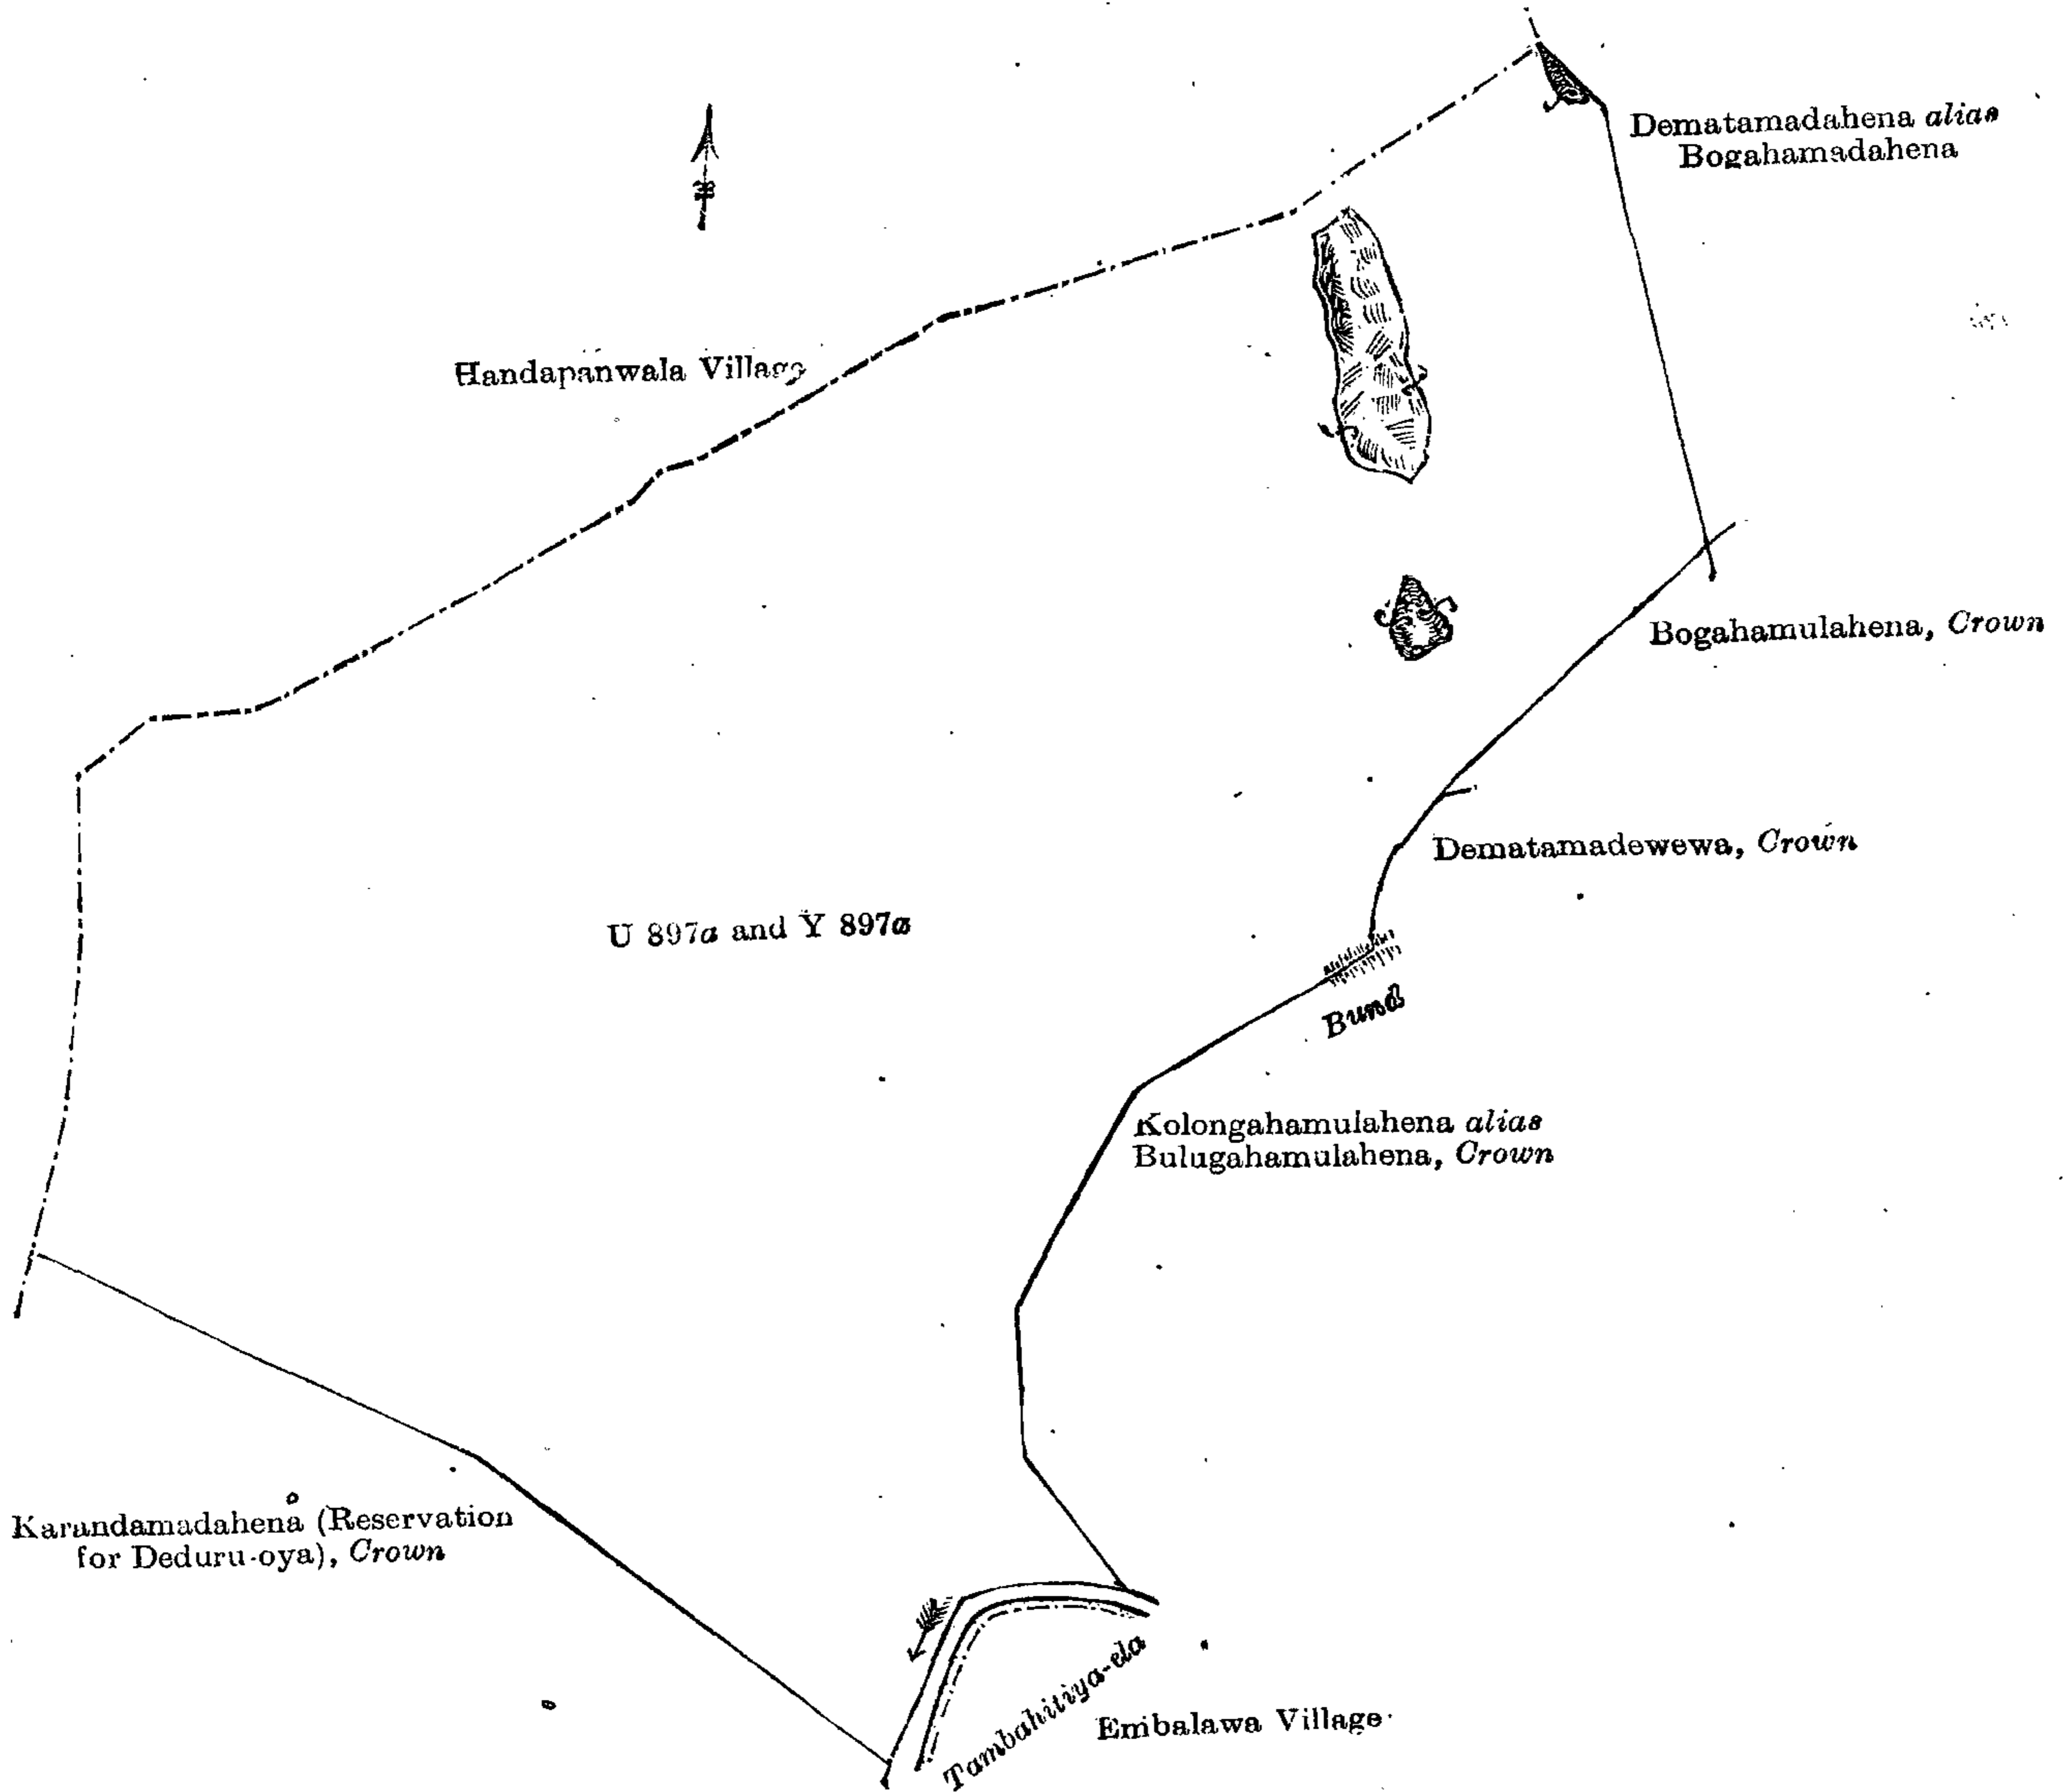 Dematamadahena alias
Bogahamadahena
Handapanwala Village
Bogahamulahena, Crown
Dematamadewewa, Crown
U 897a and Y 897a
Bund
Kolongahamulahena alias
Bulugahamulahena, Crown
Karandamadahena (Reservation
for Deduru-oya), Crown
Tambahitiya-ela
Embalawa Village